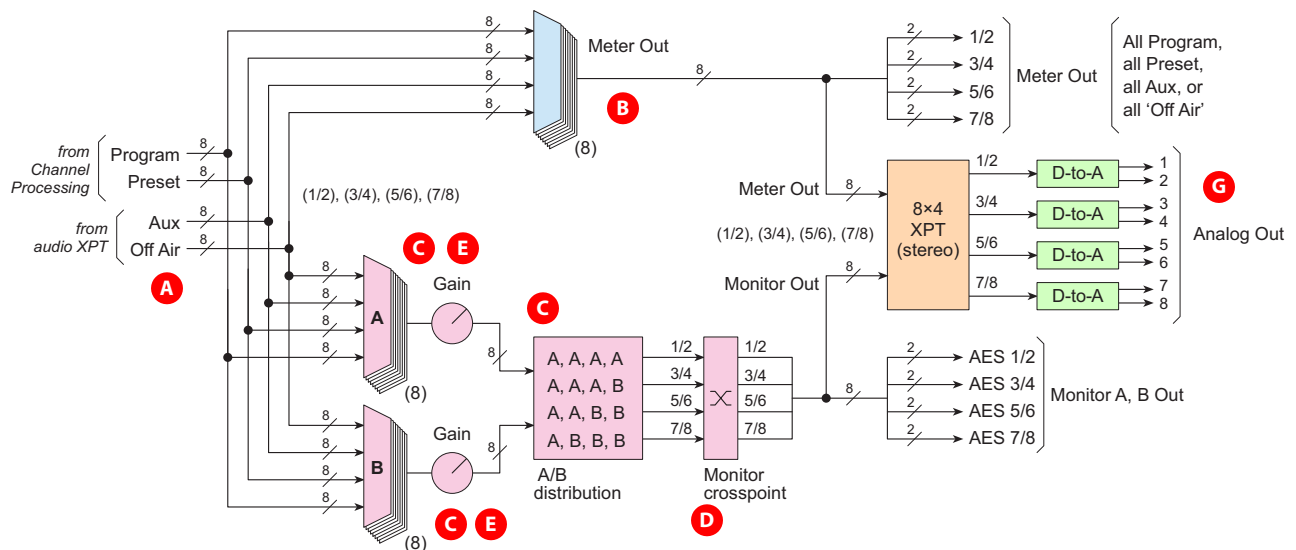 8
8
8
8
Meter Out
B
(8)
8
2
2
2
2
1/2
3/4
5/6
7/8
Meter Out
All Program,
all Preset,
all Aux, or
all ‘Off Air’
from
Channel
Processing
Program
Preset
8
8
from
audio XPT
Aux
Off Air
8
8
A
(1/2), (3/4), (5/6), (7/8)
C
E
Gain
8
8
8
8
A
(8)
8
8
8
8
8
B
(8)
Gain
8
C
E
C
A, A, A, A
A, A, A, B
A, A, B, B
A, B, B, B
A/B
distribution
1/2
3/4
5/6
7/8
Monitor
crosspoint
D
1/2
3/4
5/6
7/8
8
Meter Out
8
(1/2), (3/4), (5/6), (7/8)
Monitor Out
8
8×4
XPT
(stereo)
1/2
3/4
5/6
7/8
D-to-A
D-to-A
D-to-A
D-to-A
1
2
3
4
5
6
7
8
G
Analog Out
2
2
2
2
AES 1/2
AES 3/4
AES 5/6
AES 7/8
Monitor A, B Out